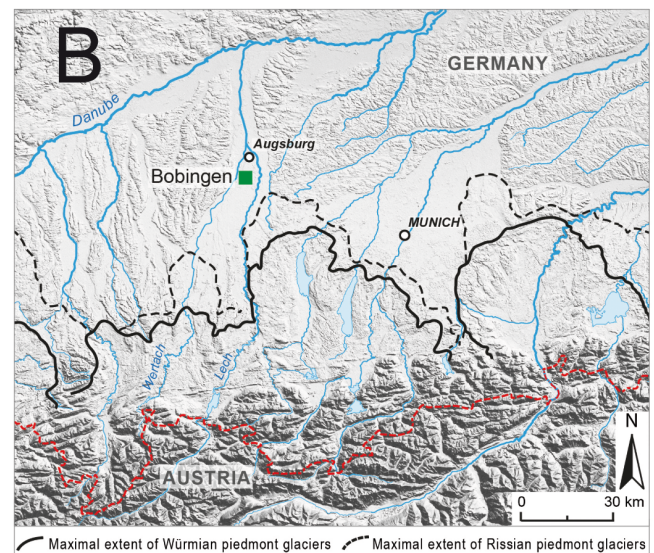 B
GERMANY
Danube
Augsburg
Bobingen
MUNICH
Wertach
Lech
N
AUSTRIA
0 30 km
Maximal extent of Würmian piedmont glaciers Maximal extent of Rissian piedmont glaciers